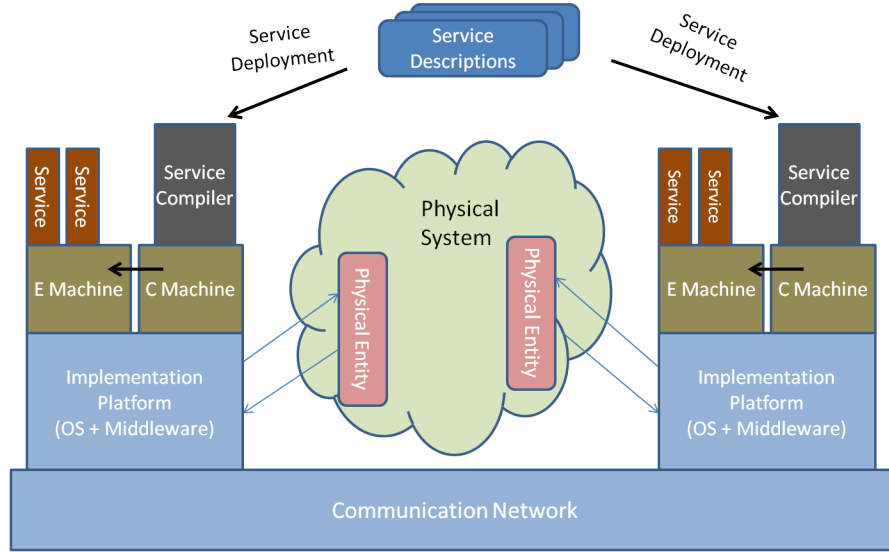 Service
Descriptions
Service
Deployment
Service
Deployment
Service
Service
Service
Compiler
E Machine
C Machine
Implementation
Platform
(OS + Middleware)
Physical
System
Physical Entity
Physical Entity
Service
Service
Service
Compiler
E Machine
C Machine
Implementation
Platform
(OS + Middleware)
Communication Network